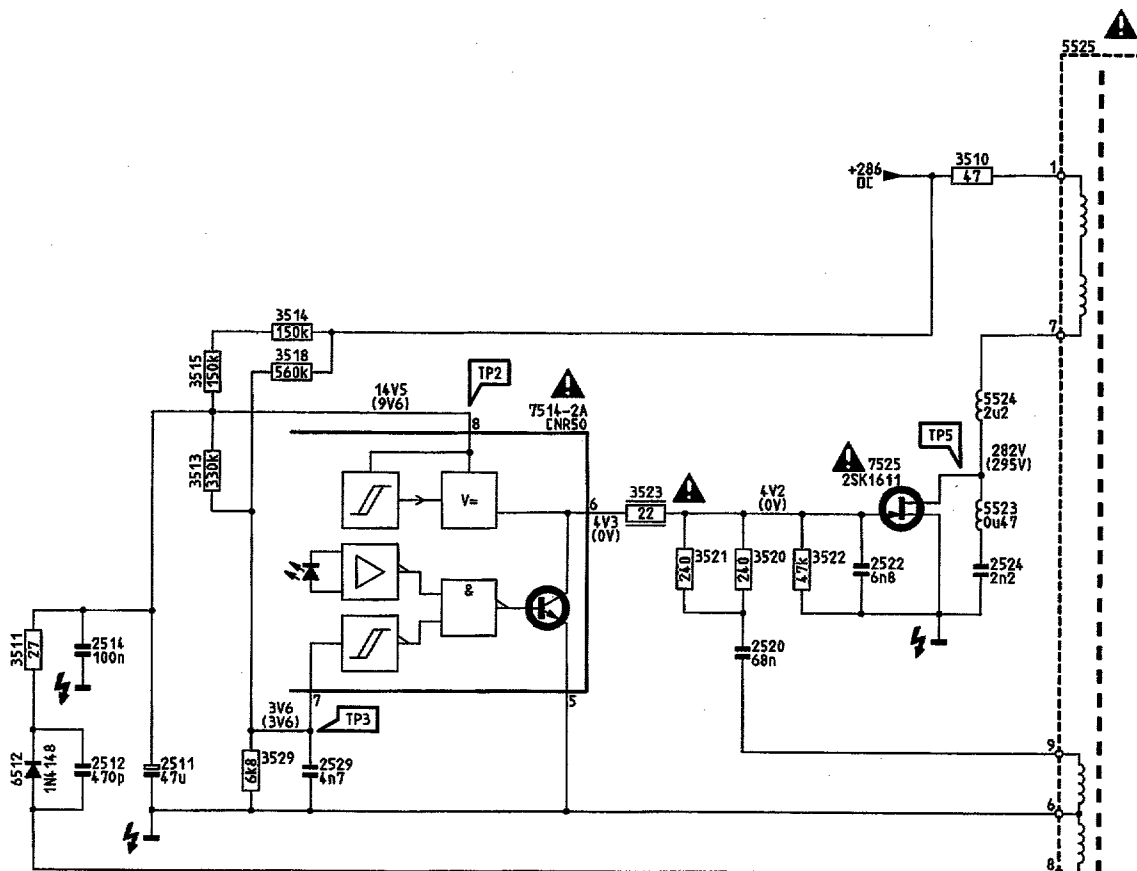 5525
3510
+286
DC
47
1
3514
150k
7
3518
3515
150k
560k
TP2
14V5
(9V6)
7514-2A
CNR50
8
5524
2u2
TP5
3513
330k
V=
7525
2SK1611
282V
(295V)
3523
6
22
4V3
(0V)
4V2
(0V)
5523
0u47
240
3521
240
3520
47k
3522
2522
6n8
2524
2n2
&
3511
27
2514
100n
2520
68n
7
5
3V6
(3V6)
TP3
6512
1N4148
2512
470p
2511
47u
6k8
3529
2529
4n7
9
6
8